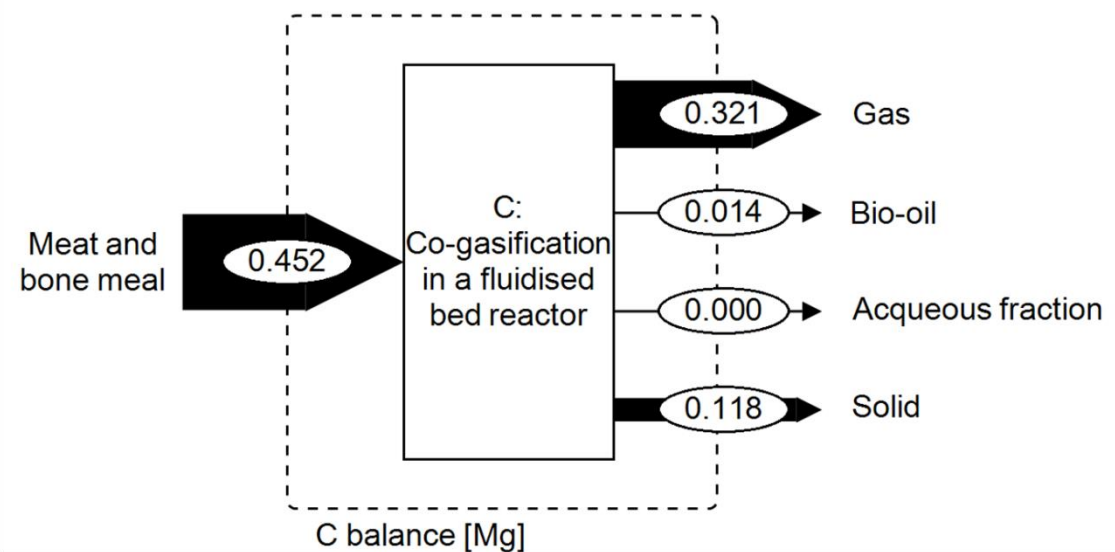 Meat and
bone meal
0.452
C:
Co-gasification
in a fluidised
bed reactor
0.321
Gas
0.014
Bio-oil
0.000
Acqueous fraction
0.118
Solid
C balance [Mg]